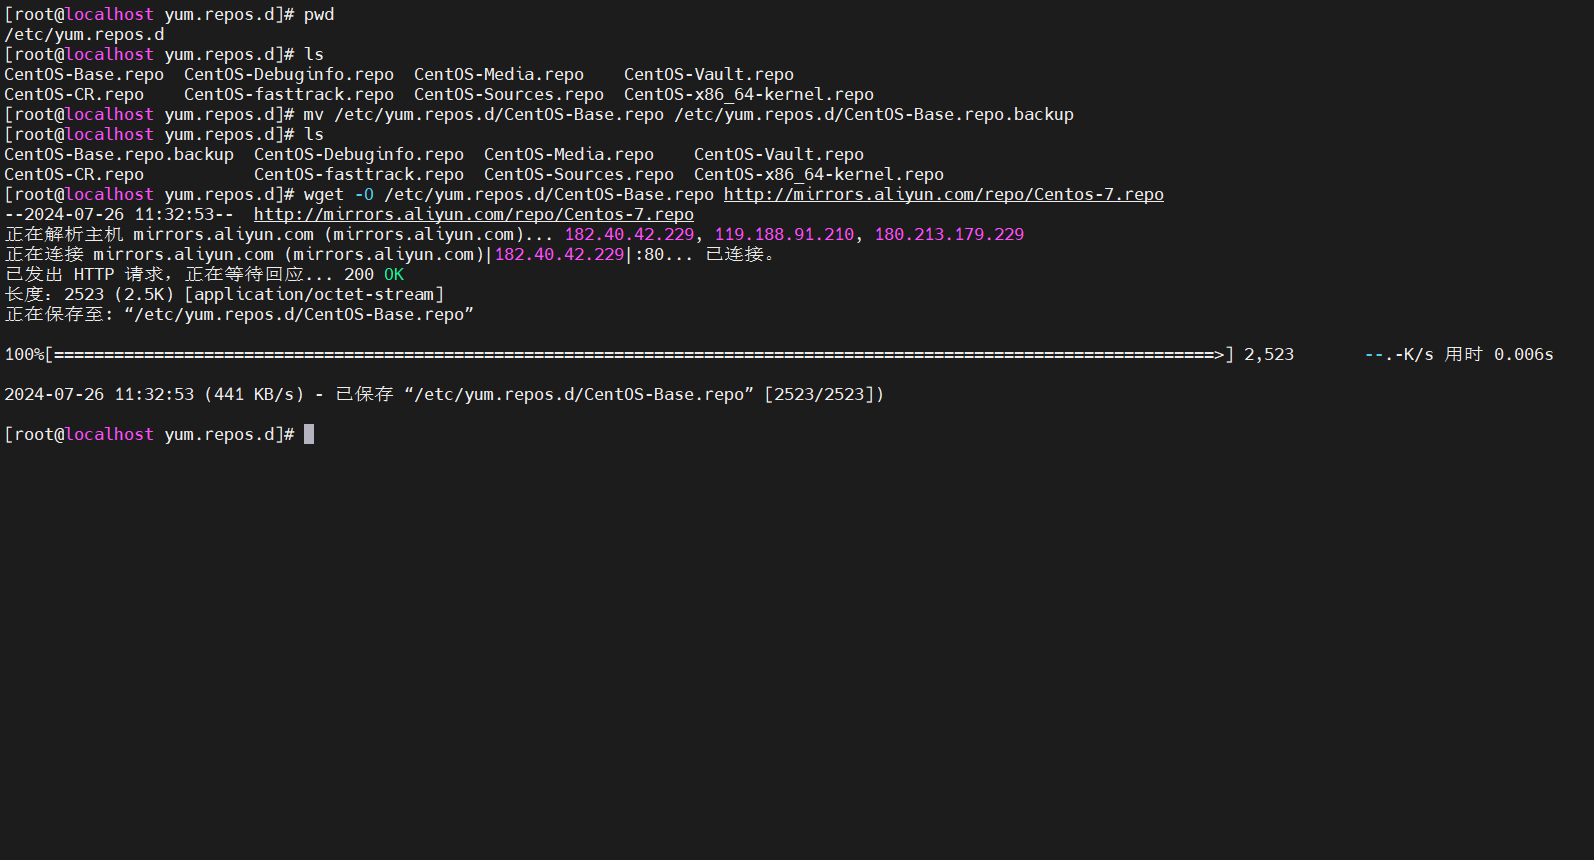 [root@localhost yum.repos.d]# pwd
/etc/yum.repos.d
[root@localhost yum.repos.d]# ls
CentOS-Base.repo  CentOS-Debuginfo.repo  CentOS-Media.repo    CentOS-Vault.repo
CentOS-CR.repo    CentOS-fasttrack.repo  CentOS-Sources.repo  CentOS-x86_64-kernel.repo
[root@localhost yum.repos.d]# mv /etc/yum.repos.d/CentOS-Base.repo /etc/yum.repos.d/CentOS-Base.repo.backup
[root@localhost yum.repos.d]# ls
CentOS-Base.repo.backup  CentOS-Debuginfo.repo  CentOS-Media.repo    CentOS-Vault.repo
CentOS-CR.repo           CentOS-fasttrack.repo  CentOS-Sources.repo  CentOS-x86_64-kernel.repo
[root@localhost yum.repos.d]# wget -O /etc/yum.repos.d/CentOS-Base.repo http://mirrors.aliyun.com/repo/Centos-7.repo
--2024-07-26 11:32:53--  http://mirrors.aliyun.com/repo/Centos-7.repo
正在解析主机 mirrors.aliyun.com (mirrors.aliyun.com)... 182.40.42.229, 119.188.91.210, 180.213.179.229
正在连接 mirrors.aliyun.com (mirrors.aliyun.com)|182.40.42.229|:80... 已连接。
已发出 HTTP 请求，正在等待回应... 200 OK
长度：2523 (2.5K) [application/octet-stream]
正在保存至: “/etc/yum.repos.d/CentOS-Base.repo”
100%[====================================================================================================================>] 2,523       --.-K/s 用时 0.006s
2024-07-26 11:32:53 (441 KB/s) - 已保存 “/etc/yum.repos.d/CentOS-Base.repo” [2523/2523])
[root@localhost yum.repos.d]#